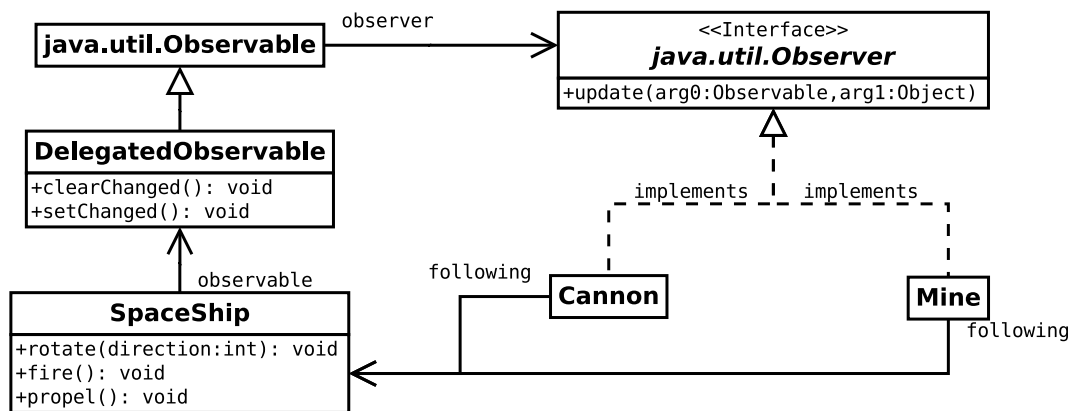 observer
java.util.Observable
<<Interface>>
java.util.Observer
+update(arg0:Observable,arg1:Object)
DelegatedObservable
+clearChanged(): void
+setChanged(): void
implements
implements
observable
following
SpaceShip
+rotate(direction:int): void
+fire(): void
+propel(): void
Cannon
Mine
following